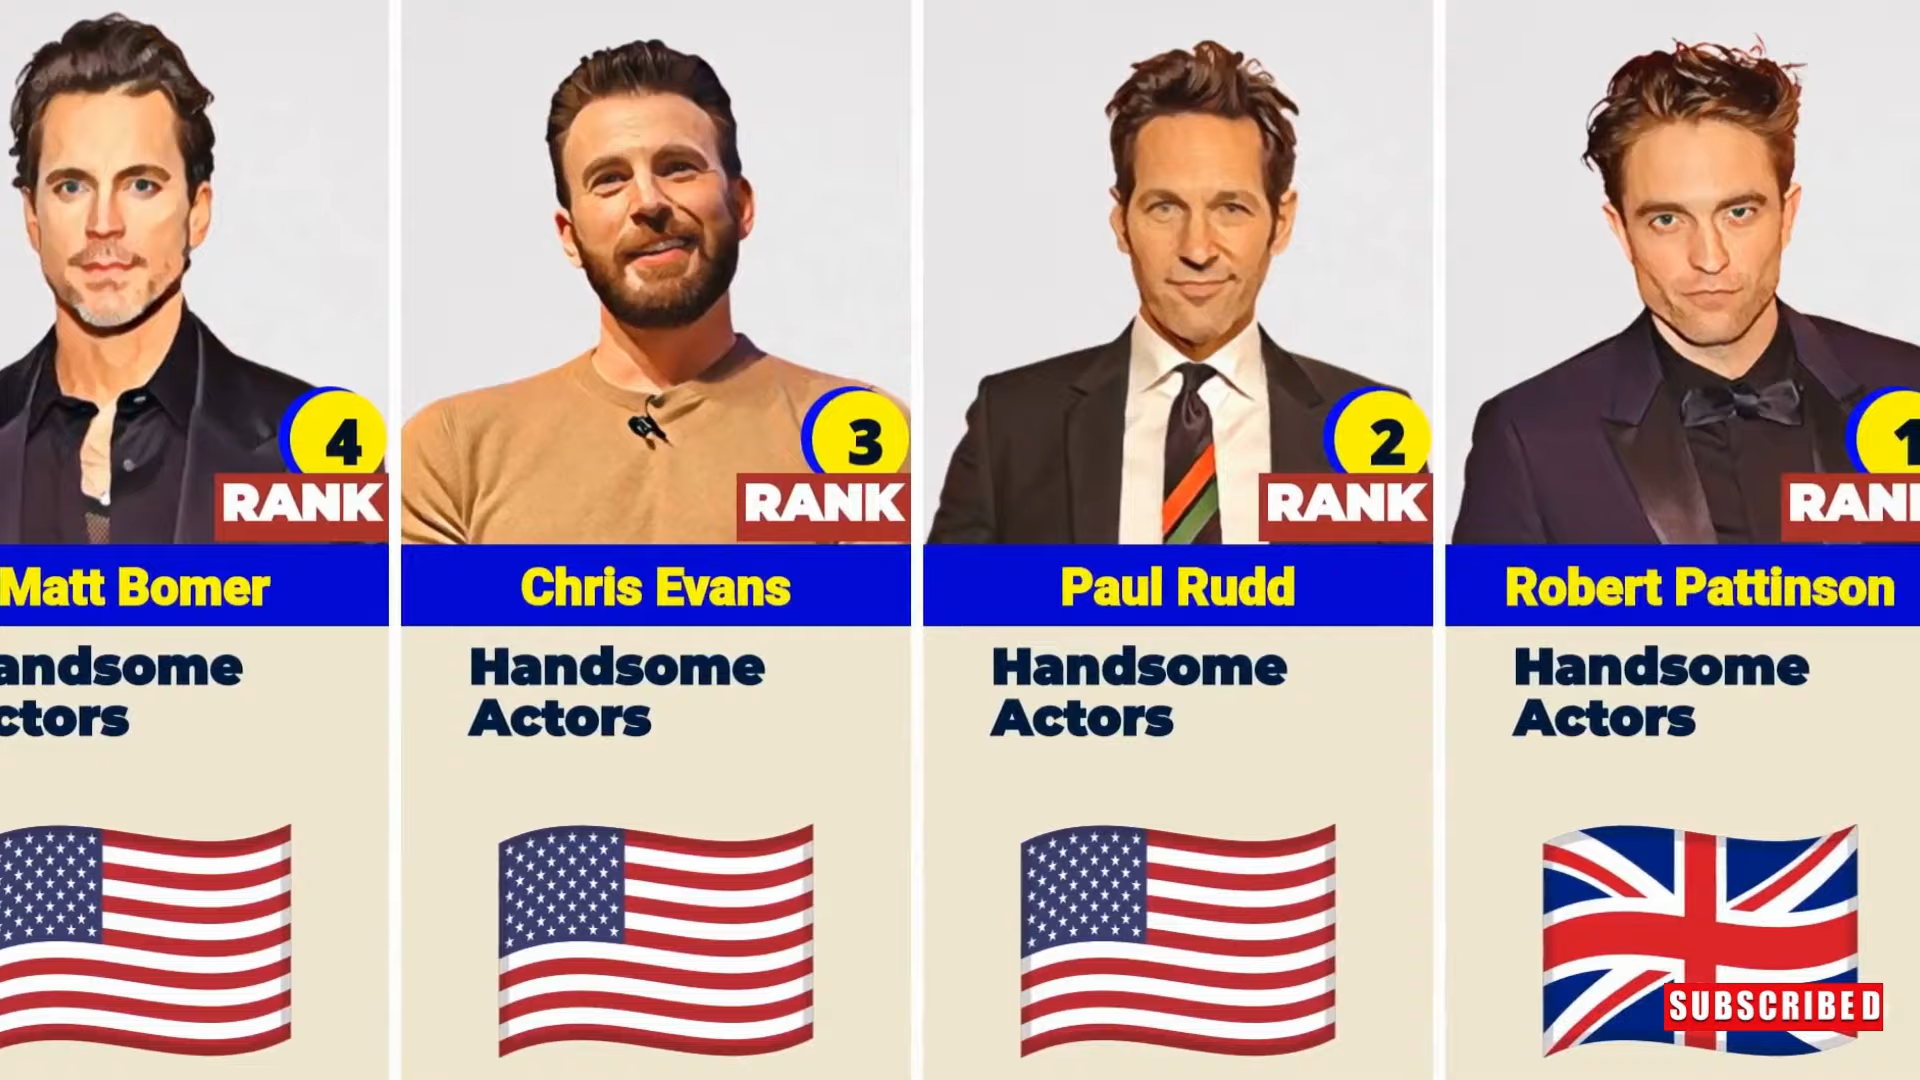 4
RANK
Matt Bomer
andsome
ctors
3
RANK
Chris Evans
Handsome
Actors
2
RANK
Paul Rudd
Handsome
Actors
1
RAN
Robert Pattinson
Handsome
Actors
SUBSCRIBED